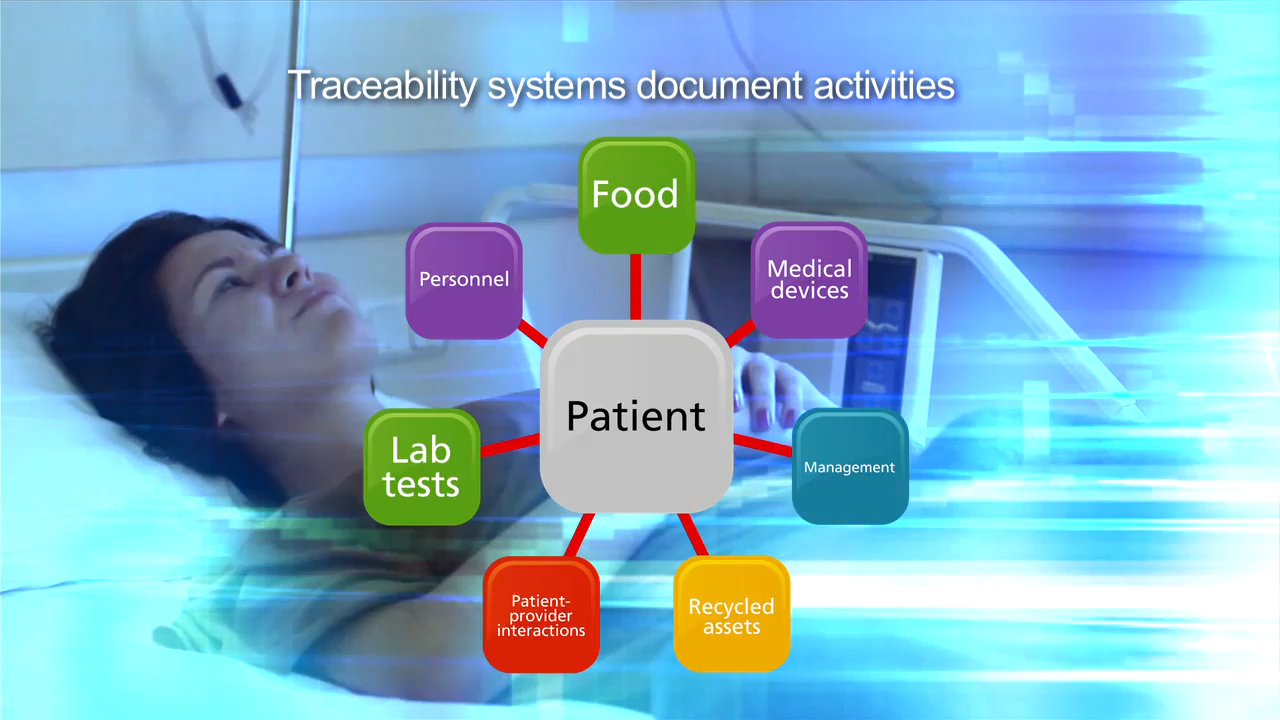 Traceability systems document activities
Food
Personnel
Medical
devices
Patient
Lab
tests
Management
Patient-
provider
interactions
Recycled
assets